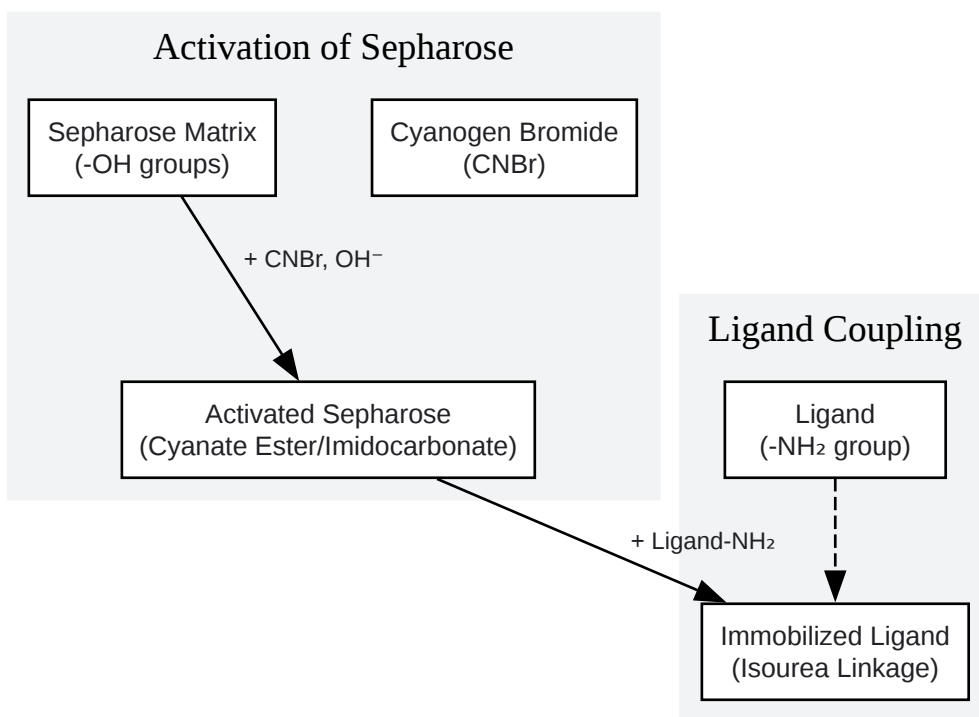 Activation of Sepharose
Sepharose Matrix
(-OH groups)
Cyanogen Bromide
(CNBr)
+ CNBr, OH⁻
Activated Sepharose
(Cyanate Ester/Imidocarbonate)
Ligand Coupling
Ligand
(-NH₂ group)
+ Ligand-NH₂
Immobilized Ligand
(Isourea Linkage)